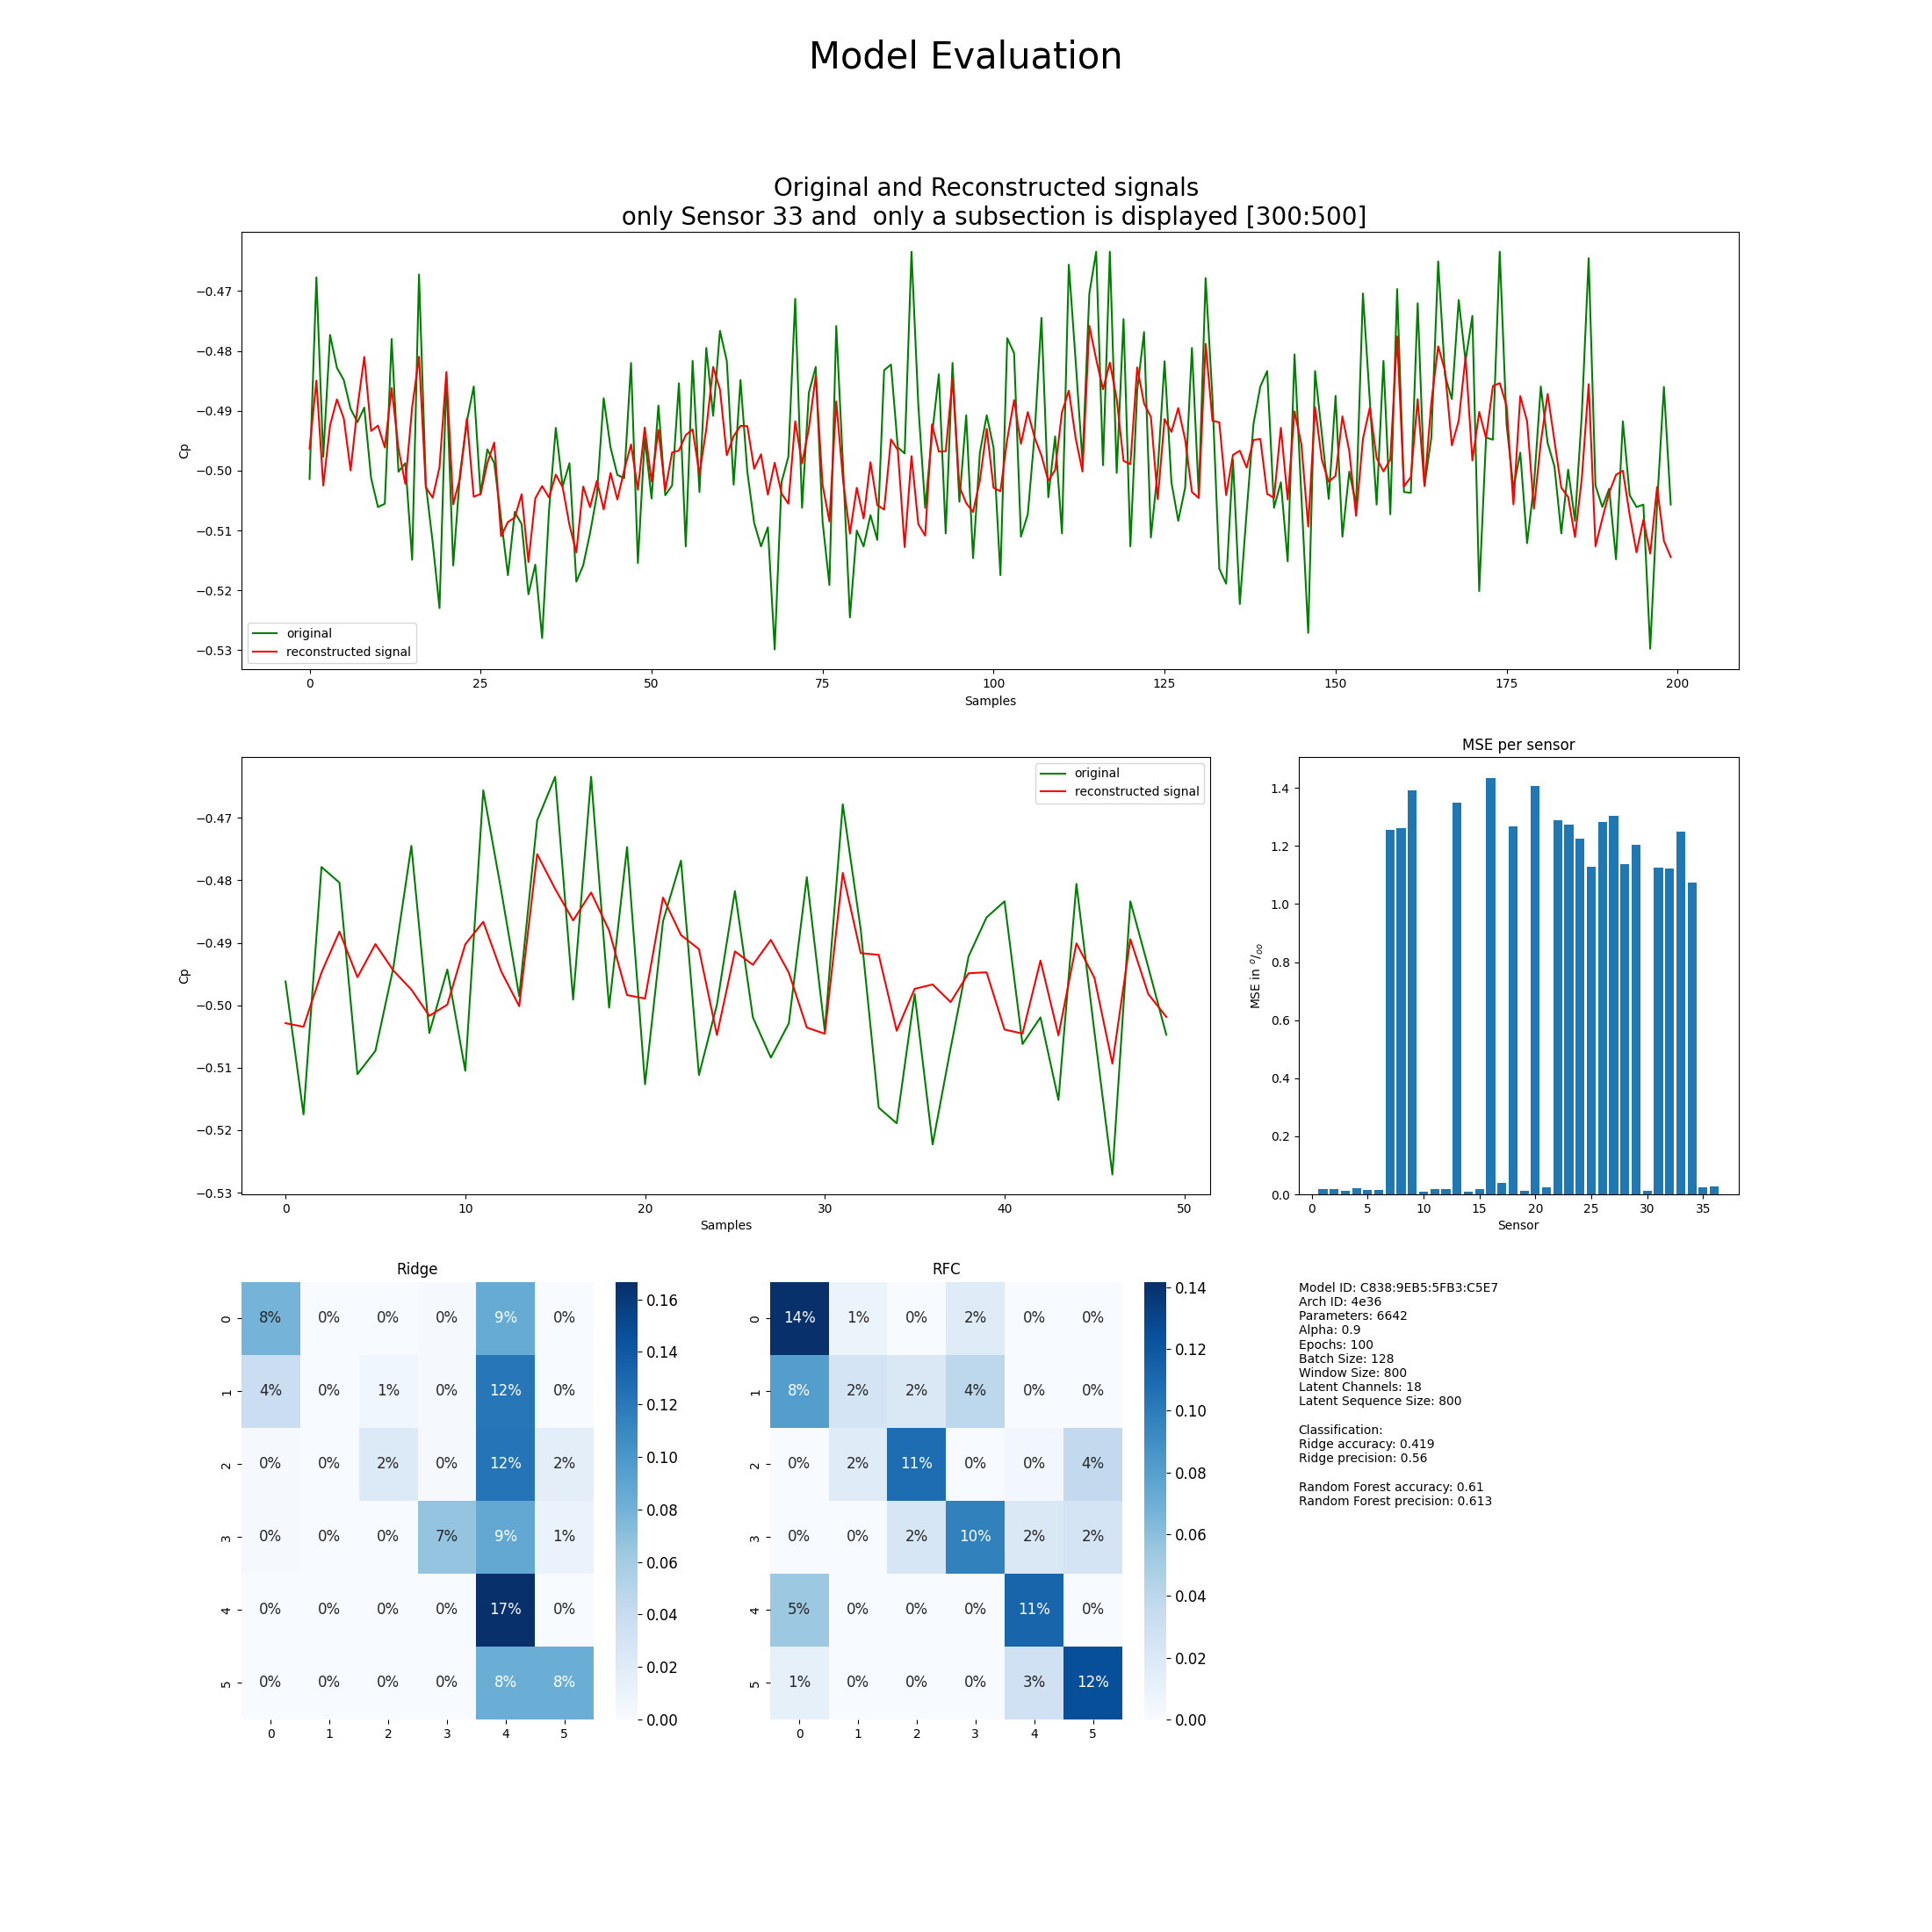 Model Evaluation
Original and Reconstructed signals
only Sensor 33 and  only a subsection is displayed [300:500]
Cp
−0.47
−0.48
−0.49
−0.50
−0.51
−0.52
−0.53
original
reconstructed signal
0 25 50 75 100 125 150 175 200
Samples
Cp
−0.47
−0.48
−0.49
−0.50
−0.51
−0.52
−0.53
original
reconstructed signal
0 10 20 30 40 50
Samples
MSE per sensor
MSE in o/oo
1.4
1.2
1.0
0.8
0.6
0.4
0.2
0.0
0 5 10 15 20 25 30 35
Sensor
Ridge
0 8% 0% 0% 0% 9% 0%
1 4% 0% 1% 0% 12% 0%
2 0% 0% 2% 0% 12% 2%
3 0% 0% 0% 7% 9% 1%
4 0% 0% 0% 0% 17% 0%
5 0% 0% 0% 0% 8% 8%
0 1 2 3 4 5
0.16
0.14
0.12
0.10
0.08
0.06
0.04
0.02
0.00
RFC
0 14% 1% 0% 2% 0% 0%
1 8% 2% 2% 4% 0% 0%
2 0% 2% 11% 0% 0% 4%
3 0% 0% 2% 10% 2% 2%
4 5% 0% 0% 0% 11% 0%
5 1% 0% 0% 0% 3% 12%
0 1 2 3 4 5
0.14
0.12
0.10
0.08
0.06
0.04
0.02
0.00
Model ID: C838:9EB5:5FB3:C5E7
Arch ID: 4e36
Parameters: 6642
Alpha: 0.9
Epochs: 100
Batch Size: 128
Window Size: 800
Latent Channels: 18
Latent Sequence Size: 800
Classification:
Ridge accuracy: 0.419
Ridge precision: 0.56
Random Forest accuracy: 0.61
Random Forest precision: 0.613